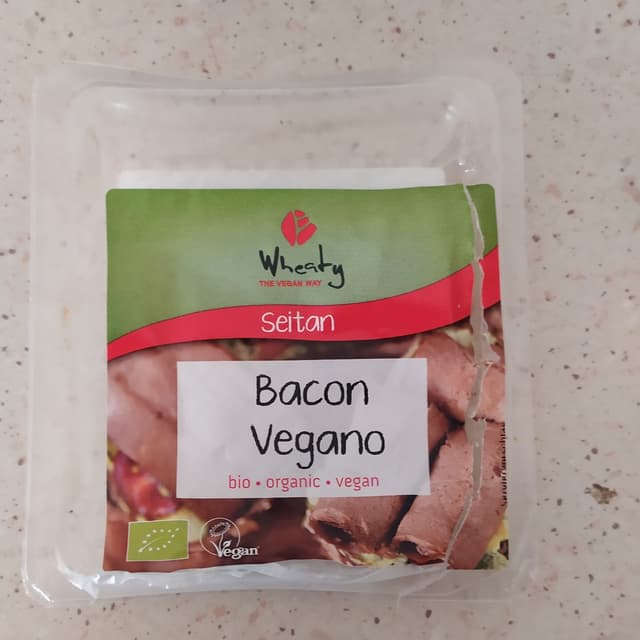 Wheaty
THE VEGAN WAY
Seitan
Bacon
Vegano
bio • organic • vegan
Vegan